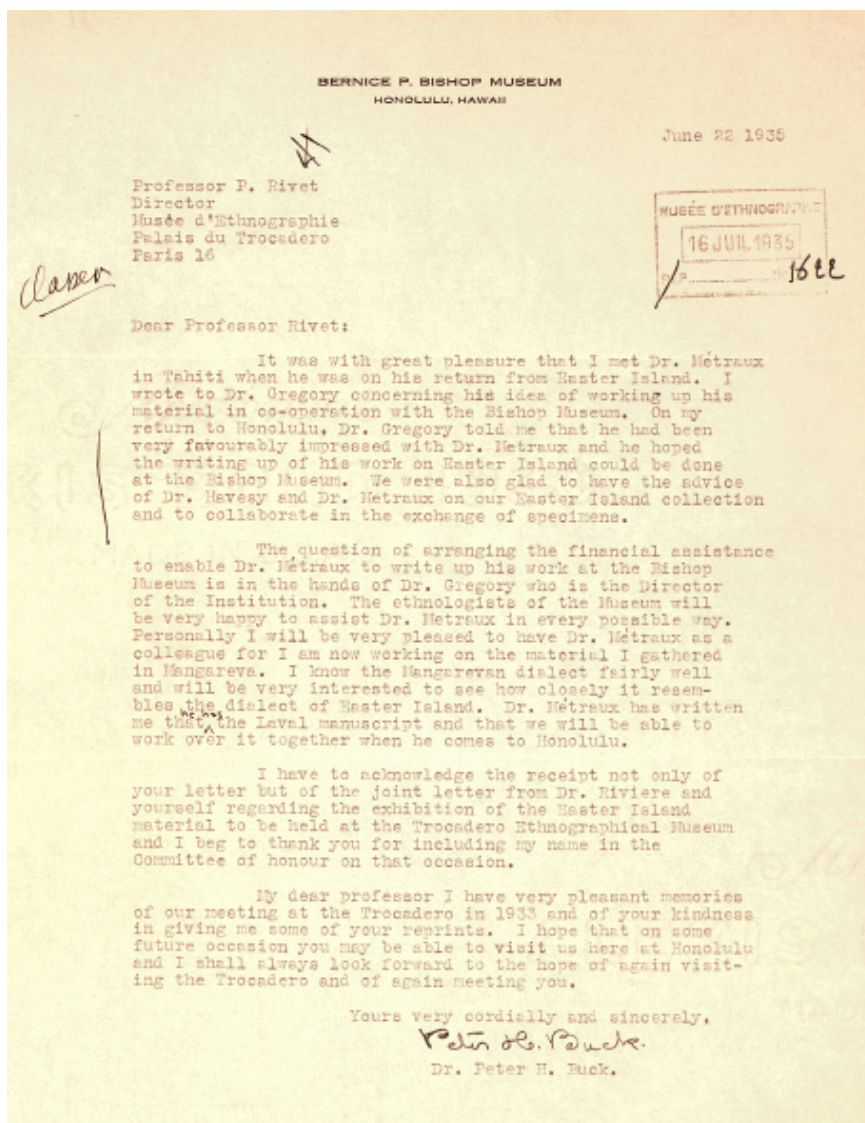 BERNICE P. BISHOP MUSEUM
HONOLULU, HAWAII
June 22 1935
Professor P. Rivet
Director
Musée d'Ethnographie
Palais du Trocadero
Paris 16
MUSÉE D'ETHNOGRAPHIE
16 JUIL 1935
1622
Dear Professor Rivet:
It was with great pleasure that I met Dr. Métraux
in Tahiti when he was on his return from Easter Island. I
wrote to Dr. Gregory concerning his idea of working up his
material in co-operation with the Bishop Museum. On my
return to Honolulu, Dr. Gregory told me that he had been
very favourably impressed with Dr. Metraux and he hoped
the writing up of his work on Easter Island could be done
at the Bishop Museum. We were also glad to have the advice
of Dr. Havesy and Dr. Metraux on our Easter Island collection
and to collaborate in the exchange of specimens.
The question of arranging the financial assistance
to enable Dr. Métraux to write up his work at the Bishop
Museum is in the hands of Dr. Gregory who is the Director
of the Institution. The ethnologists of the Museum will
be very happy to assist Dr. Metraux in every possible way.
Personally I will be very pleased to have Dr. Métraux as a
colleague for I am now working on the material I gathered
in Mangareva. I know the Mangarevan dialect fairly well
and will be very interested to see how closely it resem-
bles the dialect of Easter Island. Dr. Métraux has written
me that he has the Laval manuscript and that we will be able to
work over it together when he comes to Honolulu.
I have to acknowledge the receipt not only of
your letter but of the joint letter from Dr. Riviere and
yourself regarding the exhibition of the Easter Island
material to be held at the Trocadero Ethnographical Museum
and I beg to thank you for including my name in the
Committee of honour on that occasion.
My dear professor I have very pleasant memories
of our meeting at the Trocadero in 1933 and of your kindness
in giving me some of your reprints. I hope that on some
future occasion you may be able to visit us here at Honolulu
and I shall always look forward to the hope of again visit-
ing the Trocadero and of again meeting you.
Yours very cordially and sincerely,
Peter H. Buck.
Dr. Peter H. Buck.